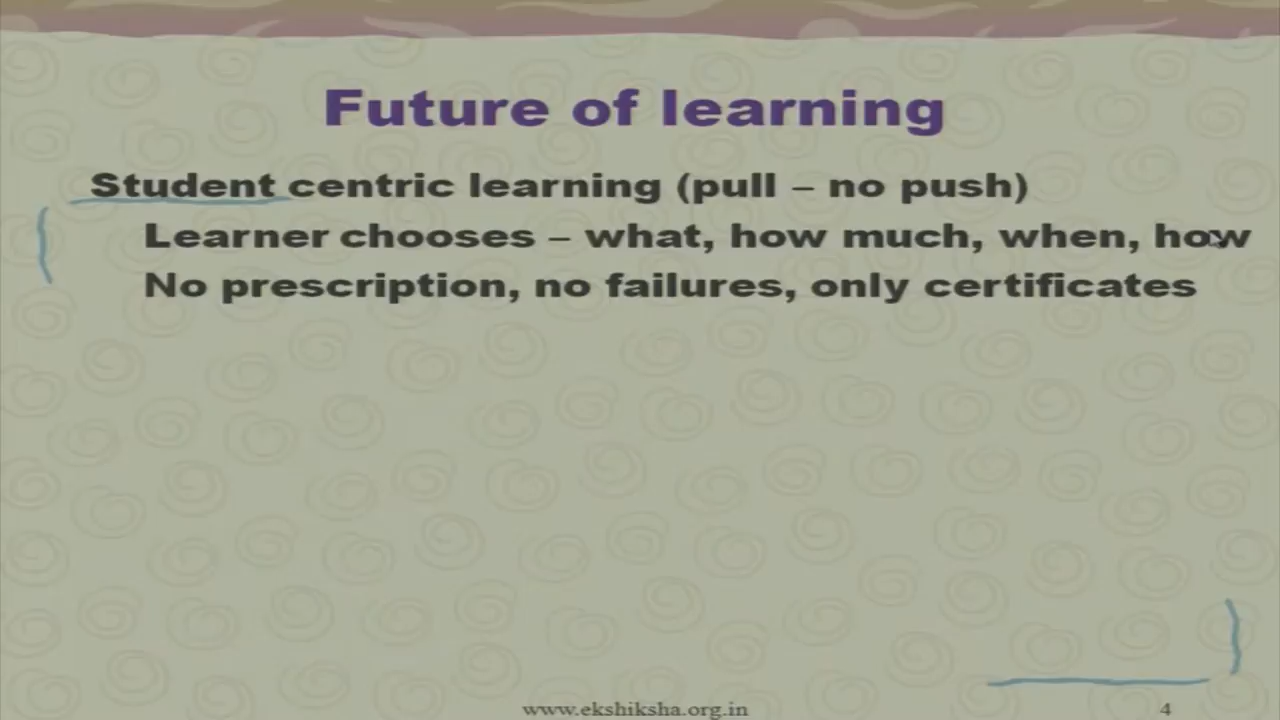 Future of learning
Student centric learning (pull – no push)
Learner chooses – what, how much, when, how
No prescription, no failures, only certificates
www.ekshiksha.org.in
4